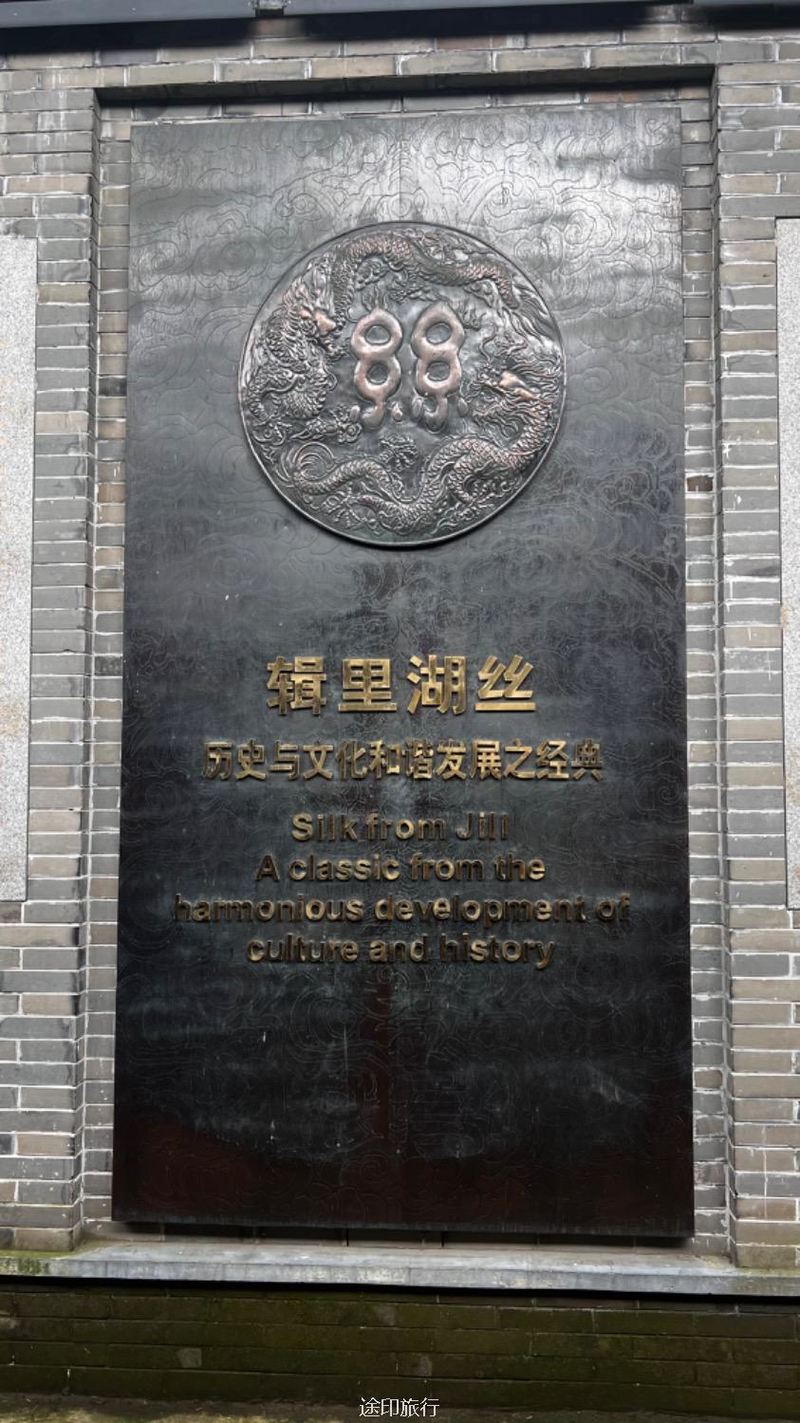 辑里湖丝
历史与文化和谐发展之经典
Silk from Jili
A classic from the
harmonious development of
culture and history
途印旅行